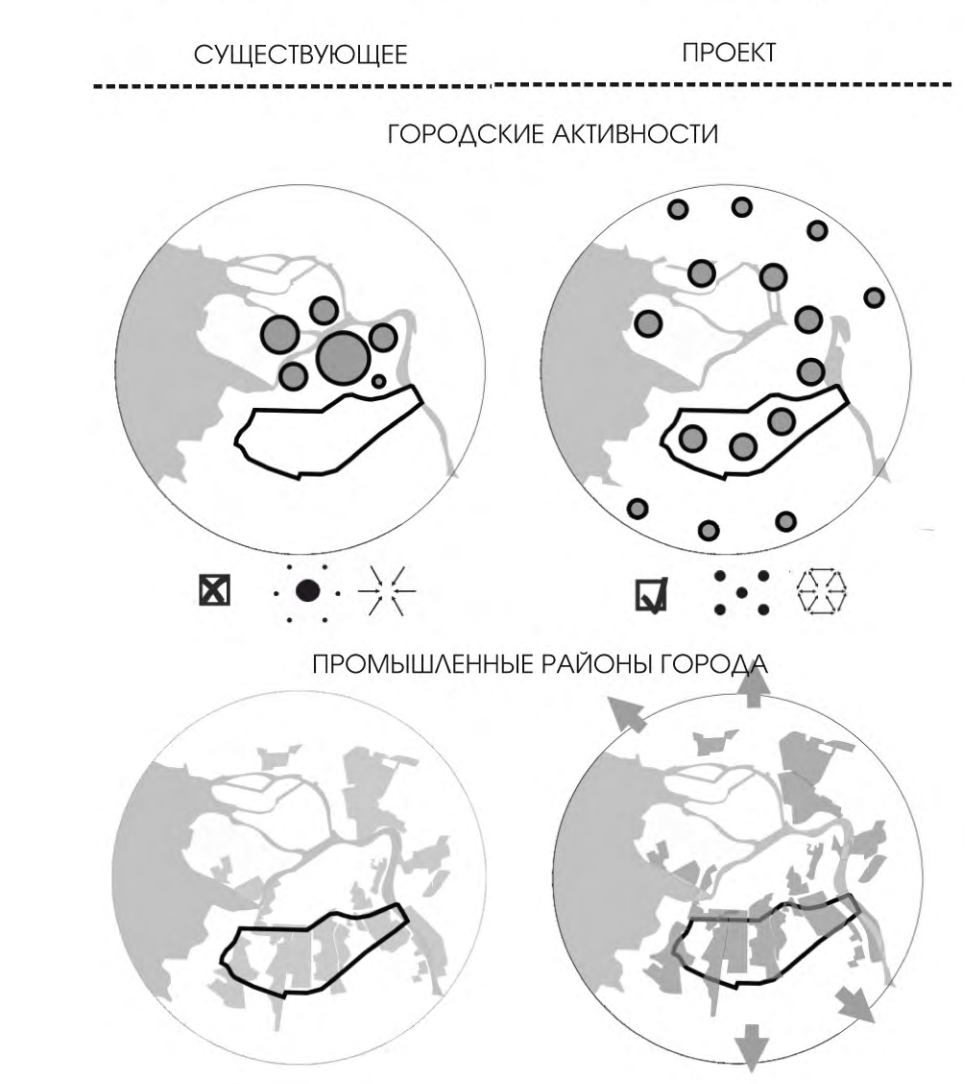 СУЩЕСТВУЮЩЕЕ
ПРОЕКТ
ГОРОДСКИЕ АКТИВНОСТИ
ПРОМЫШЛЕННЫЕ РАЙОНЫ ГОРОДА